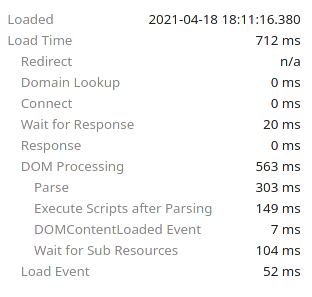 Loaded 2021-04-18 18:11:16.380
Load Time 712 ms
Redirect n/a
Domain Lookup 0 ms
Connect 0 ms
Wait for Response 20 ms
Response 0 ms
DOM Processing 563 ms
Parse 303 ms
Execute Scripts after Parsing 149 ms
DOMContentLoaded Event 7 ms
Wait for Sub Resources 104 ms
Load Event 52 ms